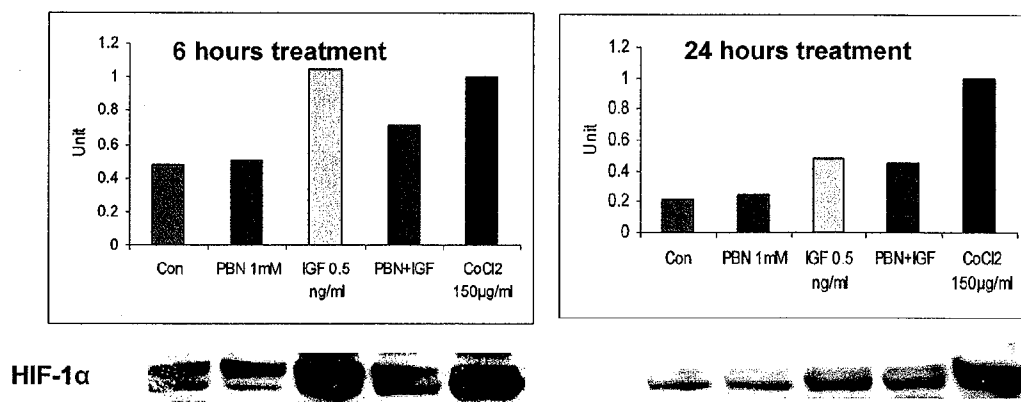 6 hours treatment
1.2
1
0.8
0.6
0.4
0.2
0
Unit
Con
PBN 1mM
IGF 0.5
ng/ml
PBN+IGF
CoCl2
150µg/ml
24 hours treatment
1.2
1
0.8
0.6
0.4
0.2
0
Unit
Con
PBN 1mM
IGF 0.5
ng/ml
PBN+IGF
CoCl2
150µg/ml
HIF-1α